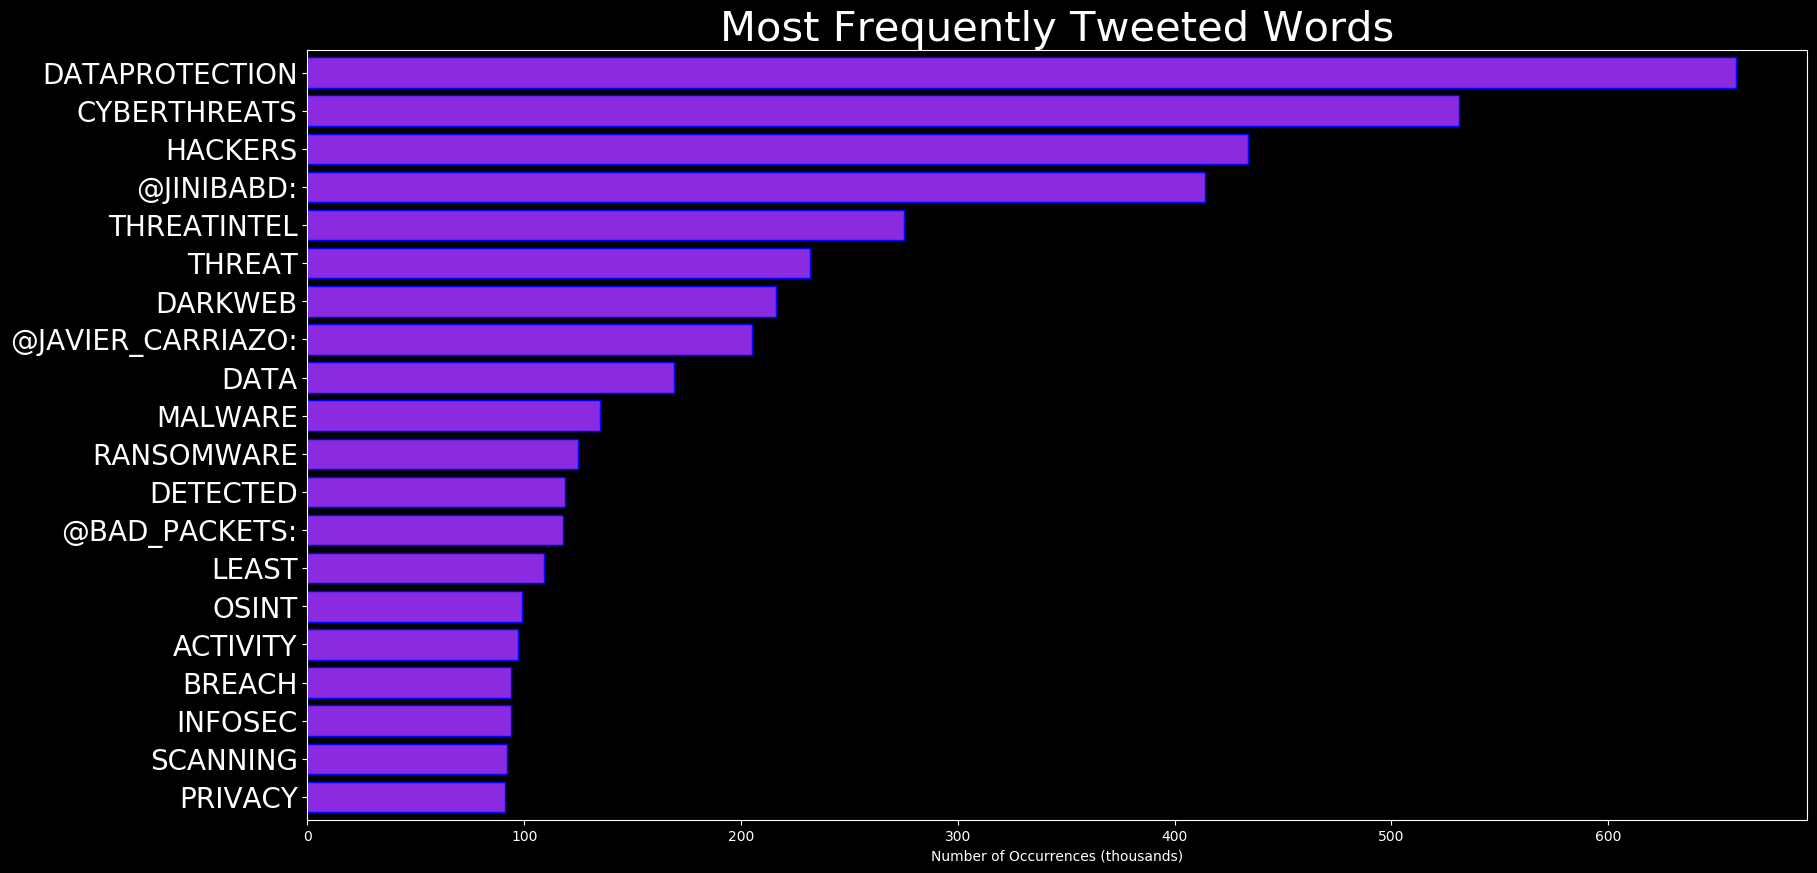 Most Frequently Tweeted Words
DATAPROTECTION
CYBERTHREATS
HACKERS
@JINIBABD:
THREATINTEL
THREAT
DARKWEB
@JAVIER_CARRIAZO:
DATA
MALWARE
RANSOMWARE
DETECTED
@BAD_PACKETS:
LEAST
OSINT
ACTIVITY
BREACH
INFOSEC
SCANNING
PRIVACY
0 100 200 300 400 500 600
Number of Occurrences (thousands)